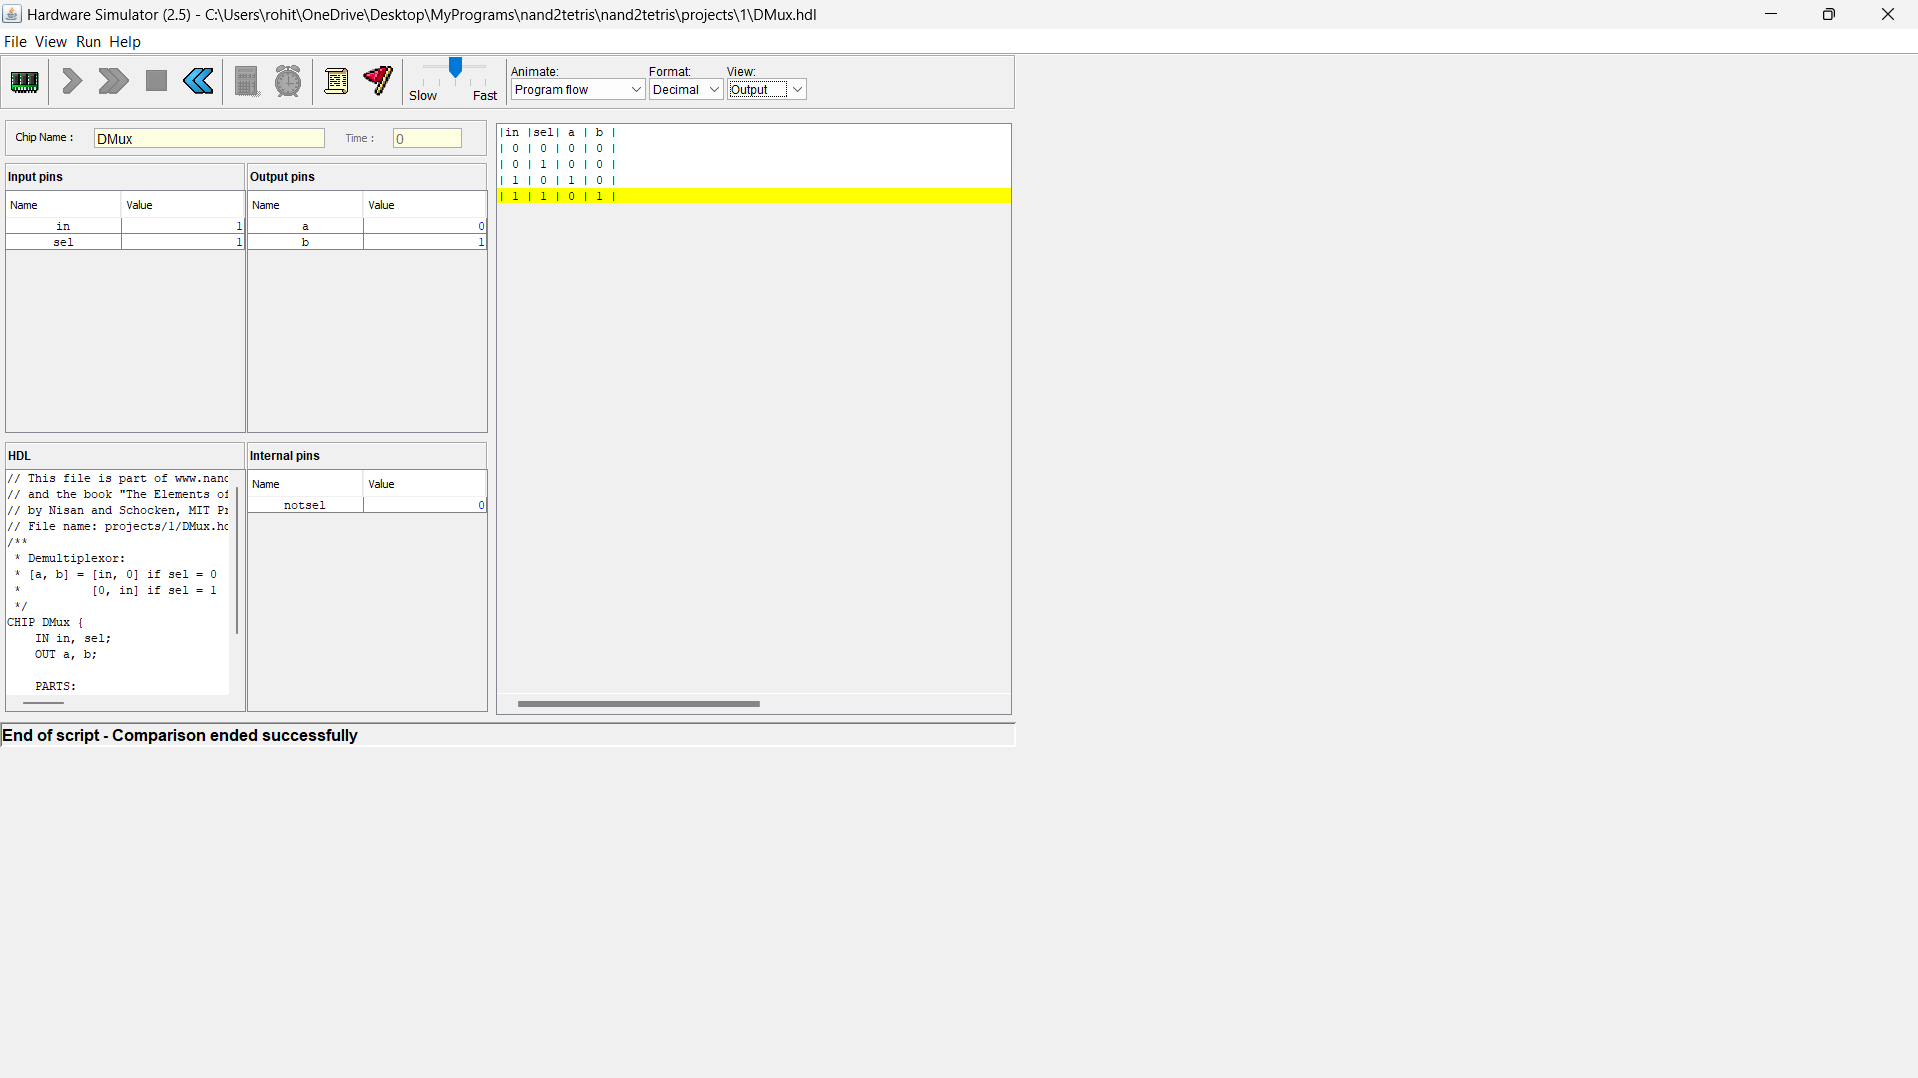 Hardware Simulator (2.5) - C:\Users\rohit\OneDrive\Desktop\MyPrograms\nand2tetris\nand2tetris\projects\1\DMux.hdl
File View Run Help
Animate: Format: View:
Program flow Decimal Output
Slow Fast
Chip Name : DMux Time : 0
Input pins
Name Value
in 1
sel 1
Output pins
Name Value
a 0
b 1
|in |sel| a | b |
| 0 | 0 | 0 | 0 |
| 0 | 1 | 0 | 0 |
| 1 | 0 | 1 | 0 |
| 1 | 1 | 0 | 1 |
HDL
// This file is part of www.nand
// and the book "The Elements of
// by Nisan and Schocken, MIT Pr
// File name: projects/1/DMux.hd
/**
* Demultiplexor:
* [a, b] = [in, 0] if sel = 0
* [0, in] if sel = 1
*/
CHIP DMux {
IN in, sel;
OUT a, b;
PARTS:
Internal pins
Name Value
notsel 0
End of script - Comparison ended successfully